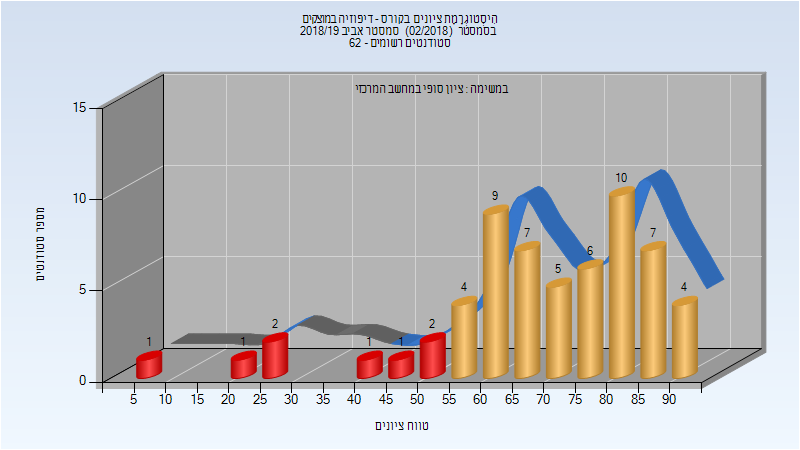 היסטוגרמת ציונים בקורס - דיפוזיה במוצקים
בסמסטר (02/2018) סמסטר אביב 2018/19
סטודנטים רשומים - 62
במשימה : ציון סופי במחשב המרכזי
מספר סטודנטים
15
10
5
0
1
1
2
1
1
2
4
9
7
5
6
10
7
4
5 10 15 20 25 30 35 40 45 50 55 60 65 70 75 80 85 90
טווח ציונים